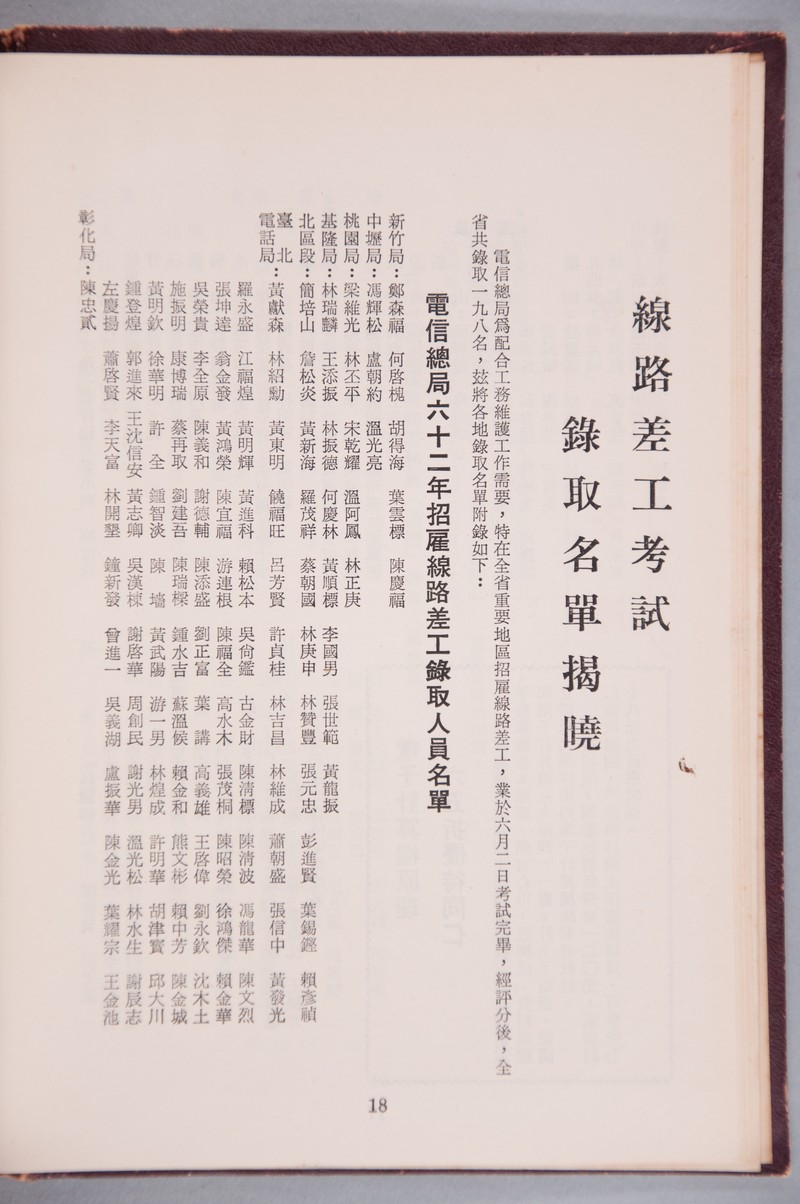 線路差工考試
錄取名單揭曉
電信總局爲配合工務維護工作需要，特在全省重要地區招雇線路差工，業於六月二日考試完畢，經評分後，全
省共錄取一九八名，玆將各地錄取名單附錄如下：
電信總局六十二年招雇線路差工錄取人員名單
新竹局：鄭森福 何啓槐 胡得海 葉雲標 陳慶福
中壢局：馮輝松 盧朝約 溫光亮
桃園局：梁維光 林丕平 宋乾耀 溫阿鳳 林正庚
基隆局：林瑞麟 王添振 林振德 何慶林 黃順標 李國男 張世範 黃龍振
北區段：簡培山 詹松炎 黃新海 羅茂祥 蔡朝國 林庚申 林贊豐 張元忠 彭進賢 葉錫鏗 賴彥禎
臺北電話局：黃獻森 林紹勳 黃東明 饒福旺 呂芳賢 許貞桂 林吉昌 林維成 蕭朝盛 張信中 黃發光
羅永盛 江福煌 黃明輝 黃進科 賴松本 吳尙鑑 古金財 陳淸標 陳淸波 馮龍華 陳文烈
張坤達 翁金發 黃鴻榮 陳宜福 游連根 陳福全 高水木 張茂桐 陳昭榮 徐鴻傑 賴金華
吳榮貴 李全原 陳義和 謝德輔 陳添盛 劉正富 葉講 高義雄 王啓偉 劉永欽 沈木土
施振明 康博瑞 蔡再取 劉建吾 陳瑞樑 鍾水吉 蘇溫候 賴金和 熊文彬 賴中芳 陳金城
黃明欽 徐華明 許全 鍾智淡 陳墻 黃武陽 游一男 林煌成 許明華 胡津賓 邱大川
鍾登煌 郭進來 王沈信安 黃志卿 吳漢棟 謝啓華 周創民 謝光男 溫光松 林水生 謝辰志
左慶揚 蕭啓賢 李天富 林開墾 鐘新發 曾進一 吳義湖 盧振華 陳金光 葉耀宗 王金池
彰化局：陳忠貳
18